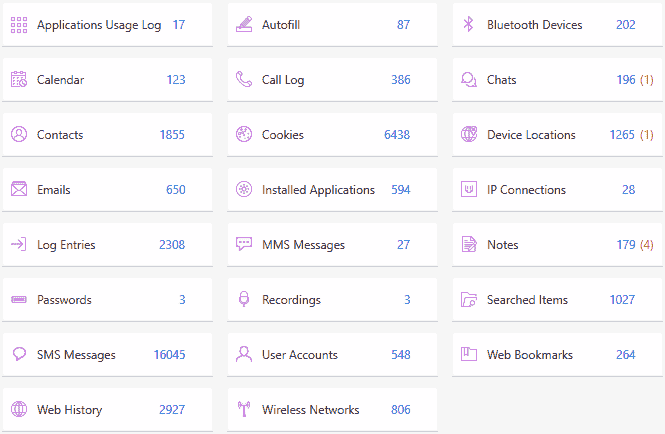 Applications Usage Log 17 Autofill 87 Bluetooth Devices 202
Calendar 123 Call Log 386 Chats 196 (1)
Contacts 1855 Cookies 6438 Device Locations 1265 (1)
Emails 650 Installed Applications 594 IP Connections 28
Log Entries 2308 MMS Messages 27 Notes 179 (4)
Passwords 3 Recordings 3 Searched Items 1027
SMS Messages 16045 User Accounts 548 Web Bookmarks 264
Web History 2927 Wireless Networks 806